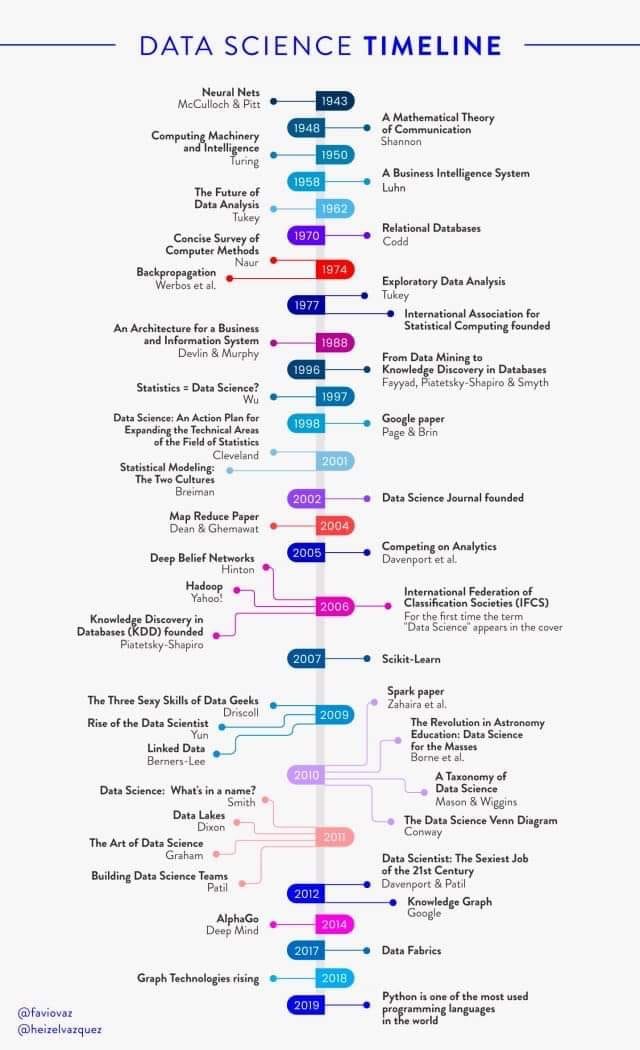 DATA SCIENCE TIMELINE
Neural Nets
McCulloch & Pitt
1943
1948
A Mathematical Theory
of Communication
Shannon
Computing Machinery
and Intelligence
Turing
1950
1958
A Business Intelligence System
Luhn
The Future of
Data Analysis
Tukey
1962
1970
Relational Databases
Codd
Concise Survey of
Computer Methods
Naur
1974
Backpropagation
Werbos et al.
1977
Exploratory Data Analysis
Tukey
International Association for
Statistical Computing founded
An Architecture for a Business
and Information System
Devlin & Murphy
1988
1996
From Data Mining to
Knowledge Discovery in Databases
Fayyad, Piatetsky-Shapiro & Smyth
Statistics = Data Science?
Wu
1997
1998
Google paper
Page & Brin
Data Science: An Action Plan for
Expanding the Technical Areas
of the Field of Statistics
Cleveland
2001
Statistical Modeling:
The Two Cultures
Breiman
2002
Data Science Journal founded
Map Reduce Paper
Dean & Ghemawat
2004
2005
Competing on Analytics
Davenport et al.
Deep Belief Networks
Hinton
Hadoop
Yahoo!
Knowledge Discovery in
Databases (KDD) founded
Piatetsky-Shapiro
2006
International Federation of
Classification Societies (IFCS)
For the first time the term
"Data Science" appears in the cover
2007
Scikit-Learn
The Three Sexy Skills of Data Geeks
Driscoll
Rise of the Data Scientist
Yun
Linked Data
Berners-Lee
2009
2010
Spark paper
Zaharia et al.
The Revolution in Astronomy
Education: Data Science
for the Masses
Borne et al.
A Taxonomy of
Data Science
Mason & Wiggins
The Data Science Venn Diagram
Conway
Data Science: What's in a name?
Smith
Data Lakes
Dixon
The Art of Data Science
Graham
Building Data Science Teams
Patil
2011
2012
Data Scientist: The Sexiest Job
of the 21st Century
Davenport & Patil
Knowledge Graph
Google
AlphaGo
Deep Mind
2014
2017
Data Fabrics
Graph Technologies rising
2018
2019
Python is one of the most used
programming languages
in the world
@faviovaz
@heizelvazquez